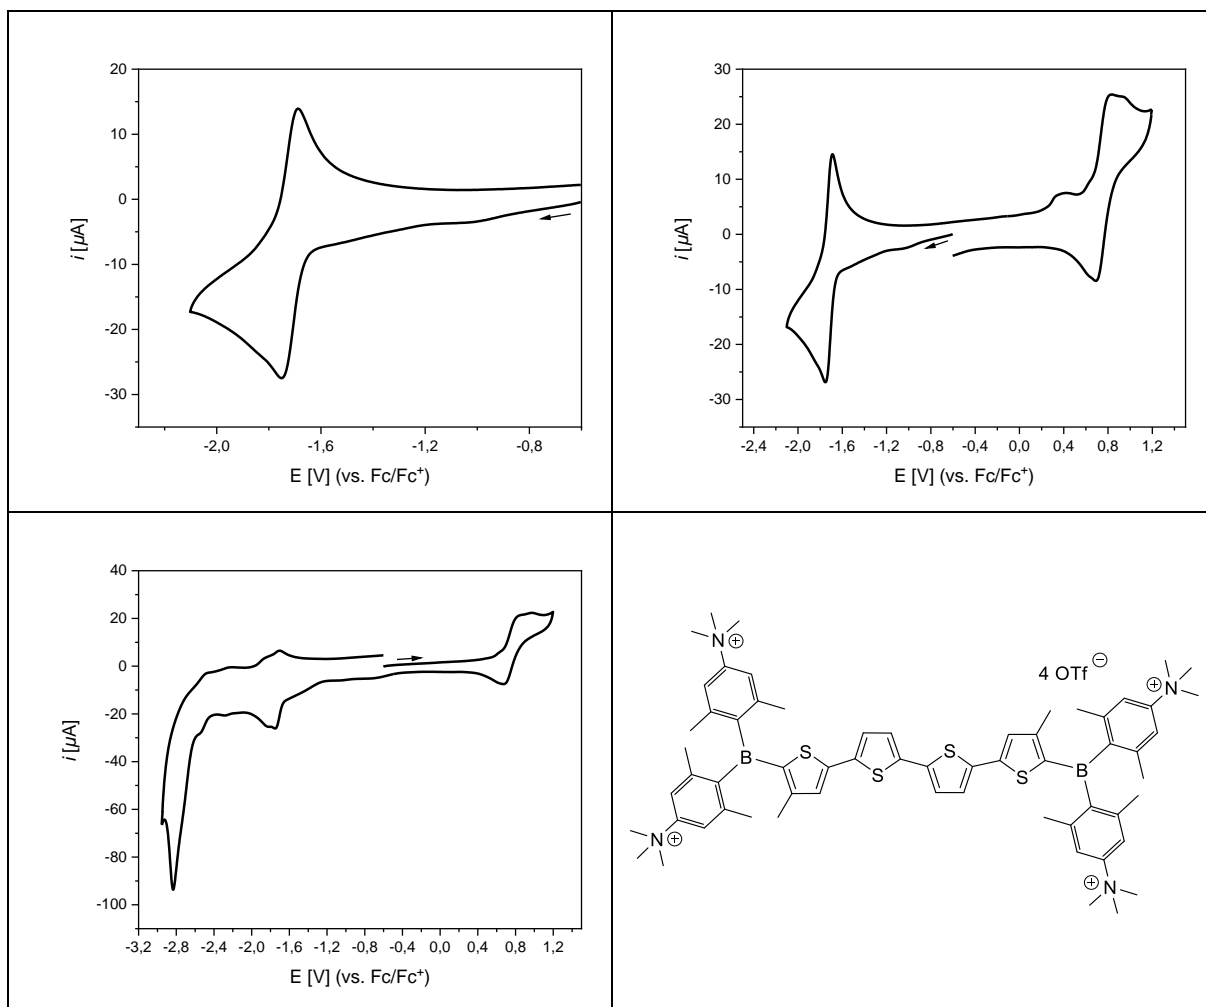 20
10
0
-10
-20
-30
i [µA]
-2,0 -1,6 -1,2 -0,8
E [V] (vs. Fc/Fc⁺)
30
20
10
0
-10
-20
-30
i [µA]
-2,4 -2,0 -1,6 -1,2 -0,8 -0,4 0,0 0,4 0,8 1,2
E [V] (vs. Fc/Fc⁺)
40
20
0
-20
-40
-60
-80
-100
i [µA]
-3,2 -2,8 -2,4 -2,0 -1,6 -1,2 -0,8 -0,4 0,0 0,4 0,8 1,2
E [V] (vs. Fc/Fc⁺)
N ⊕
4 OTf ⊖
⊕ N
B S S S S B
N ⊕
⊕ N